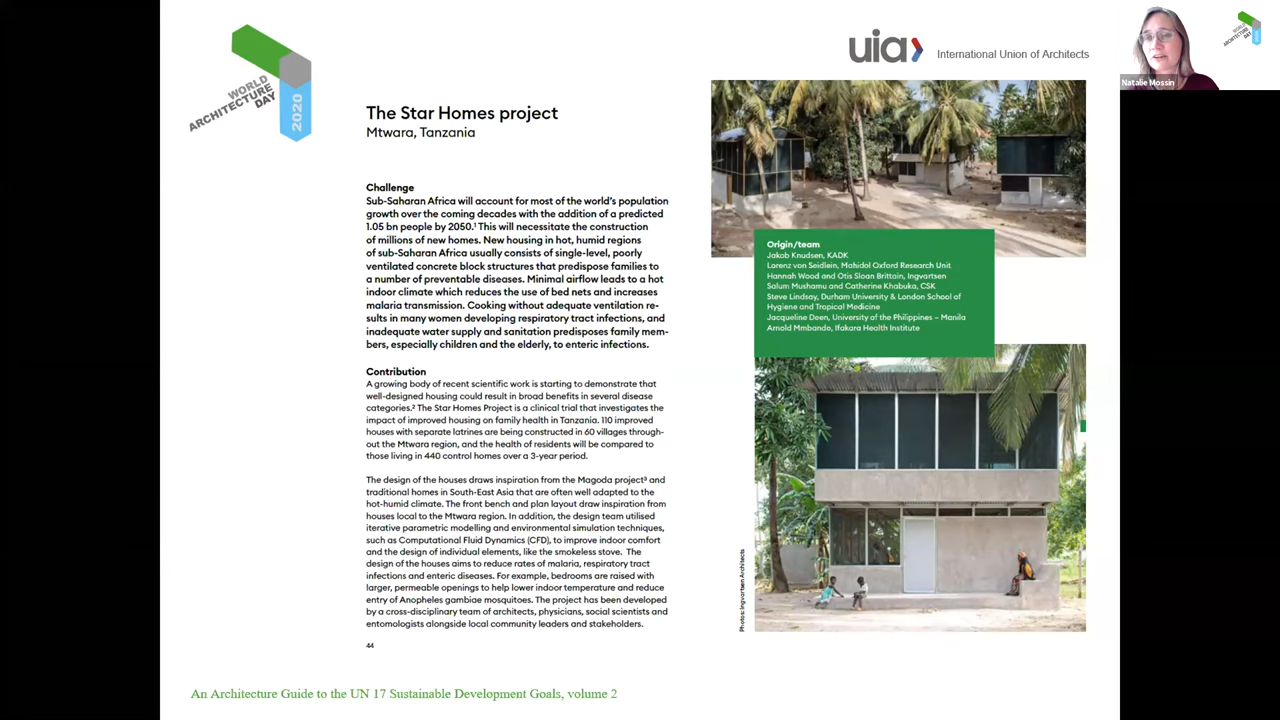 WORLD
ARCHITECTURE
DAY
2020
uia
International Union of Architects
Natalie Mossin
WORLD
ARCHITECTURE
DAY
The Star Homes project
Mtwara, Tanzania
Challenge
Sub-Saharan Africa will account for most of the world's population
growth over the coming decades with the addition of a predicted
1.05 bn people by 2050.¹ This will necessitate the construction
of millions of new homes. New housing in hot, humid regions
of sub-Saharan Africa usually consists of single-level, poorly
ventilated concrete block structures that predispose families to
a number of preventable diseases. Minimal airflow leads to a hot
indoor climate which reduces the use of bed nets and increases
malaria transmission. Cooking without adequate ventilation re-
sults in many women developing respiratory tract infections, and
inadequate water supply and sanitation predisposes family mem-
bers, especially children and the elderly, to enteric infections.
Contribution
A growing body of recent scientific work is starting to demonstrate that
well-designed housing could result in broad benefits in several disease
categories.² The Star Homes Project is a clinical trial that investigates the
impact of improved housing on family health in Tanzania. 110 improved
houses with separate latrines are being constructed in 60 villages through-
out the Mtwara region, and the health of residents will be compared to
those living in 440 control homes over a 3-year period.
The design of the houses draws inspiration from the Magoda project³ and
traditional homes in South-East Asia that are often well adapted to the
hot-humid climate. The front bench and plan layout draw inspiration from
houses local to the Mtwara region. In addition, the design team utilised
iterative parametric modelling and environmental simulation techniques,
such as Computational Fluid Dynamics (CFD), to improve indoor comfort
and the design of individual elements, like the smokeless stove. The
design of the houses aims to reduce rates of malaria, respiratory tract
infections and enteric diseases. For example, bedrooms are raised with
larger, permeable openings to help lower indoor temperature and reduce
entry of Anopheles gambiae mosquitoes. The project has been developed
by a cross-disciplinary team of architects, physicians, social scientists and
entomologists alongside local community leaders and stakeholders.
44
Origin/team
Jakob Knudsen, KADK
Lorenz von Seidlein, Mahidol Oxford Research Unit
Hannah Wood and Otis Sloan Brittain, Ingvartsen
Salum Mushamu and Catherine Khabuka, CSK
Steve Lindsay, Durham University & London School of
Hygiene and Tropical Medicine
Jacqueline Deen, University of the Philippines – Manila
Arnold Mmbando, Ifakara Health Institute
Photos: Ingvartsen Architects
An Architecture Guide to the UN 17 Sustainable Development Goals, volume 2